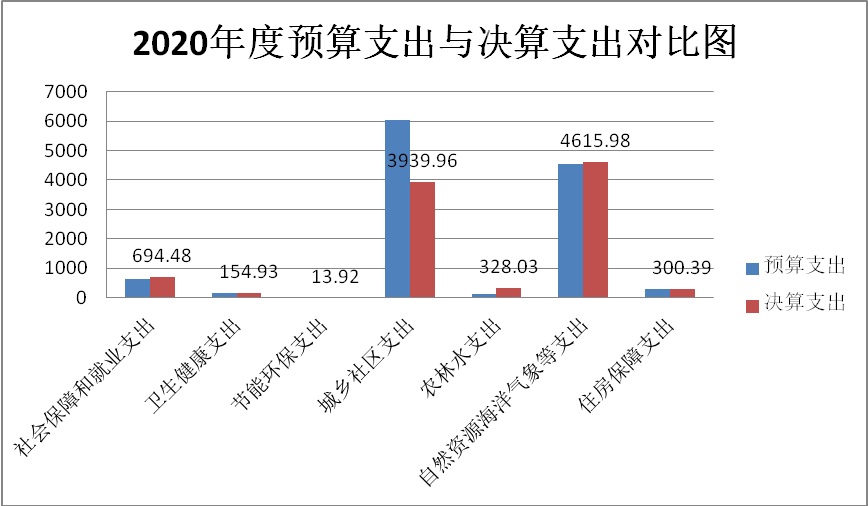 2020年度预算支出与决算支出对比图
7000
6000
5000
4000
3000
2000
1000
0
694.48
154.93
13.92
3939.96
328.03
4615.98
300.39
社会保障和就业支出
卫生健康支出
节能环保支出
城乡社区支出
农林水支出
自然资源海洋气象等支出
住房保障支出
预算支出
决算支出